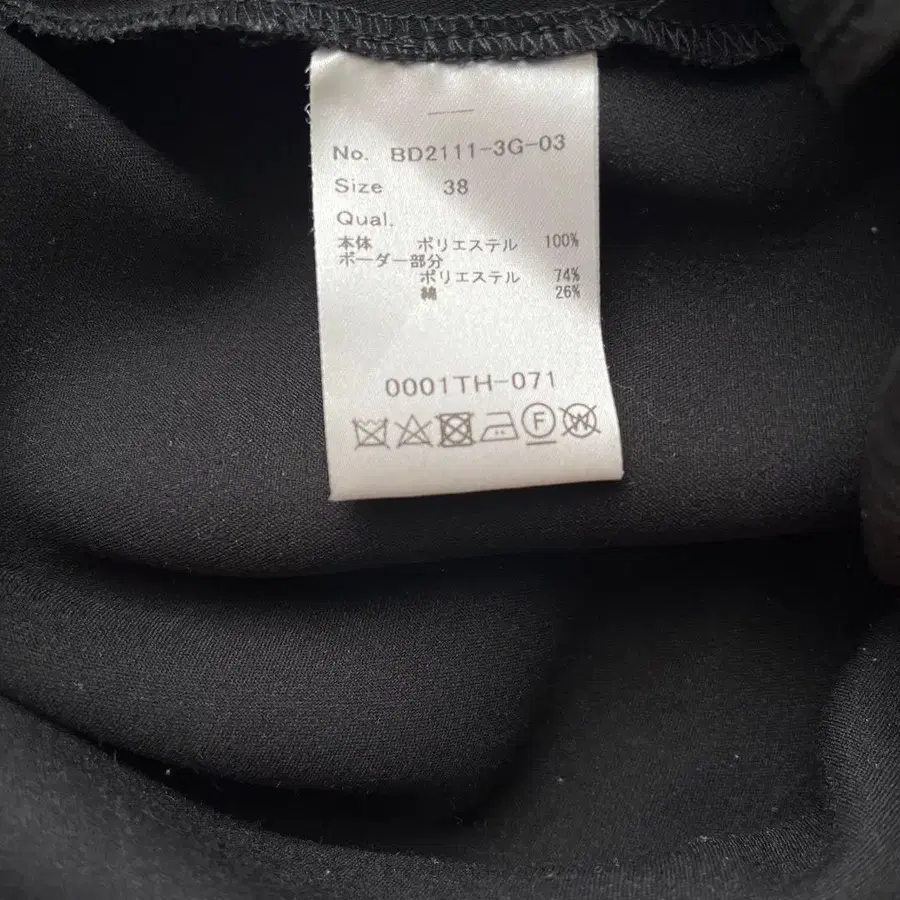 No. BD2111-3G-03
Size 38
Qual.
本体 ポリエステル 100%
ボーダー部分
ポリエステル 74%
綿 26%
0001TH-071
F W